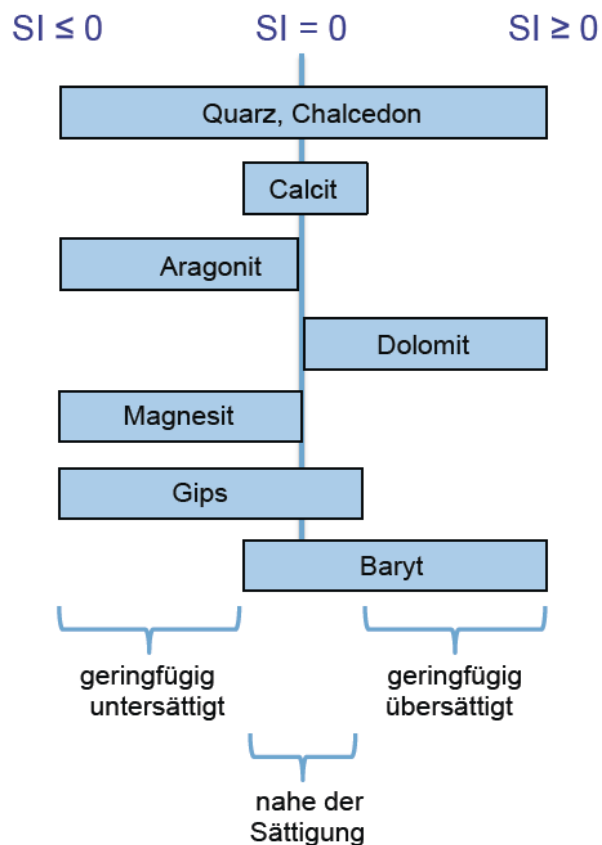 SI ≤ 0 SI = 0 SI ≥ 0
Quarz, Chalcedon
Calcit
Aragonit
Dolomit
Magnesit
Gips
Baryt
geringfügig
untersättigt
geringfügig
übersättigt
nahe der
Sättigung